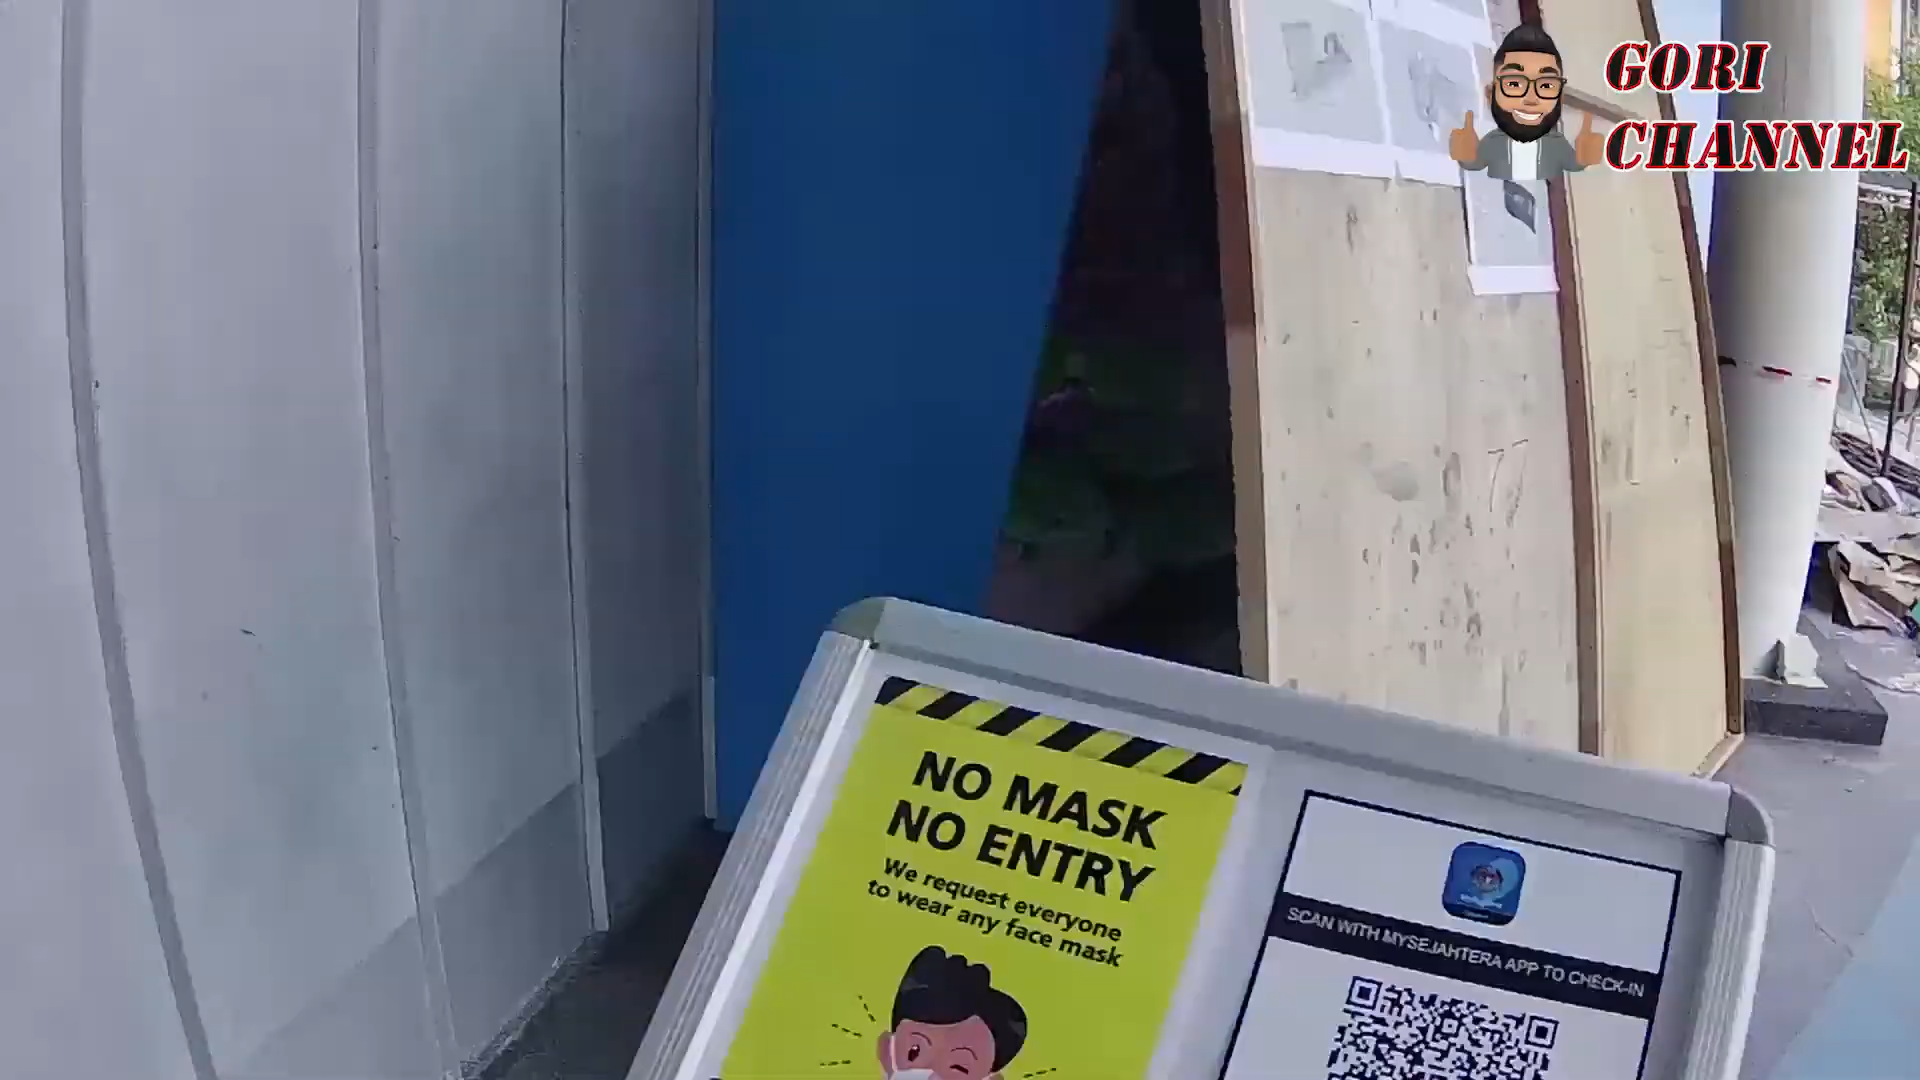 GORI
CHANNEL
NO MASK
NO ENTRY
We request everyone
to wear any face mask
SCAN WITH MYSEJAHTERA APP TO CHECK-IN